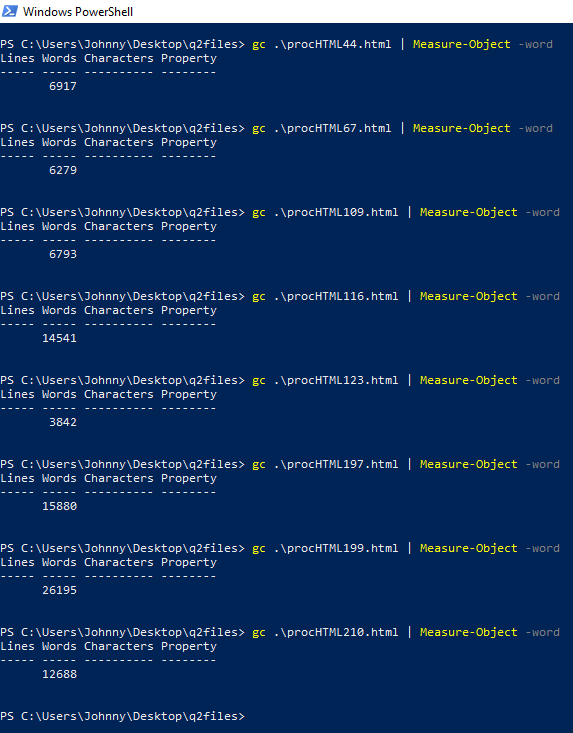 Windows PowerShell
PS C:\Users\Johnny\Desktop\q2files> gc .\procHTML44.html | Measure-Object -word
Lines Words Characters Property
----- ----- ---------- --------
       6917
PS C:\Users\Johnny\Desktop\q2files> gc .\procHTML67.html | Measure-Object -word
Lines Words Characters Property
----- ----- ---------- --------
       6279
PS C:\Users\Johnny\Desktop\q2files> gc .\procHTML109.html | Measure-Object -word
Lines Words Characters Property
----- ----- ---------- --------
       6793
PS C:\Users\Johnny\Desktop\q2files> gc .\procHTML116.html | Measure-Object -word
Lines Words Characters Property
----- ----- ---------- --------
      14541
PS C:\Users\Johnny\Desktop\q2files> gc .\procHTML123.html | Measure-Object -word
Lines Words Characters Property
----- ----- ---------- --------
       3842
PS C:\Users\Johnny\Desktop\q2files> gc .\procHTML197.html | Measure-Object -word
Lines Words Characters Property
----- ----- ---------- --------
      15880
PS C:\Users\Johnny\Desktop\q2files> gc .\procHTML199.html | Measure-Object -word
Lines Words Characters Property
----- ----- ---------- --------
      26195
PS C:\Users\Johnny\Desktop\q2files> gc .\procHTML210.html | Measure-Object -word
Lines Words Characters Property
----- ----- ---------- --------
      12688
PS C:\Users\Johnny\Desktop\q2files>